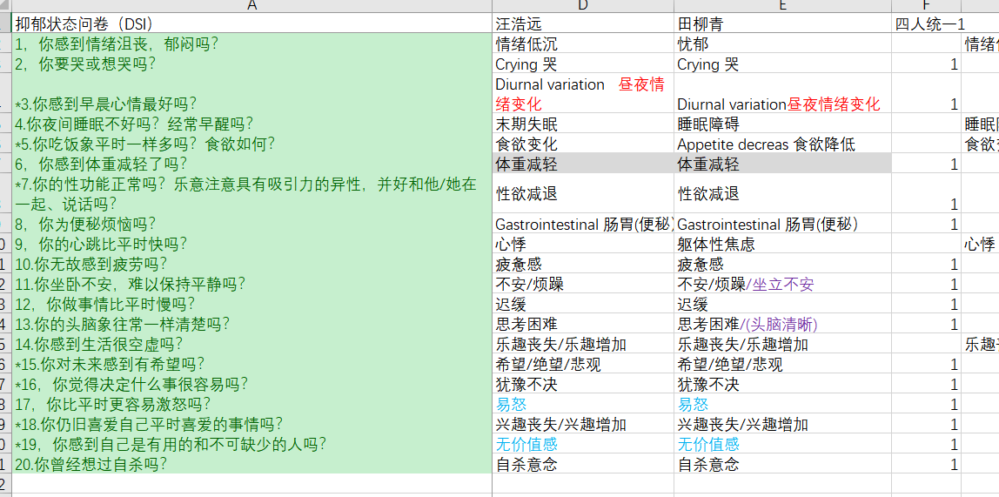 A D E F
抑郁状态问卷（DSI） 汪浩远 田柳青 四人统一1
1，你感到情绪沮丧，郁闷吗？ 情绪低沉 忧郁
2，你要哭或想哭吗？ Crying 哭 Crying 哭 1
Diurnal variation 昼夜情
*3.你感到早晨心情最好吗？ 绪变化 Diurnal variation昼夜情绪变化 1
4.你夜间睡眠不好吗？经常早醒吗？ 末期失眠 睡眠障碍
*5.你吃饭象平时一样多吗？食欲如何？ 食欲变化 Appetite decreas 食欲降低
6，你感到体重减轻了吗？ 体重减轻 体重减轻 1
*7.你的性功能正常吗？乐意注意具有吸引力的异性，并好和他/她在
一起、说话吗？ 性欲减退 性欲减退 1
8，你为便秘烦恼吗？ Gastrointestinal 肠胃(便秘) Gastrointestinal 肠胃(便秘） 1
9，你的心跳比平时快吗？ 心悸 躯体性焦虑 心悸
10.你无故感到疲劳吗？ 疲惫感 疲惫感 1
11.你坐卧不安，难以保持平静吗？ 不安/烦躁 不安/烦躁/坐立不安 1
12，你做事情比平时慢吗？ 迟缓 迟缓 1
13.你的头脑象往常一样清楚吗？ 思考困难 思考困难/(头脑清晰) 1
14.你感到生活很空虚吗？ 乐趣丧失/乐趣增加 乐趣丧失/乐趣增加
*15.你对未来感到有希望吗？ 希望/绝望/悲观 希望/绝望/悲观 1
*16，你觉得决定什么事很容易吗？ 犹豫不决 犹豫不决 1
17，你比平时更容易激怒吗？ 易怒 易怒 1
*18.你仍旧喜爱自己平时喜爱的事情吗？ 兴趣丧失/兴趣增加 兴趣丧失/兴趣增加 1
*19，你感到自己是有用的和不可缺少的人吗？ 无价值感 无价值感 1
20.你曾经想过自杀吗？ 自杀意念 自杀意念 1